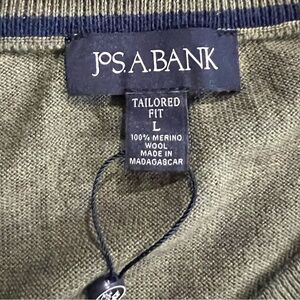 JOS. A. BANK
TAILORED
FIT
L
100% MERINO
WOOL
MADE IN
MADAGASCAR